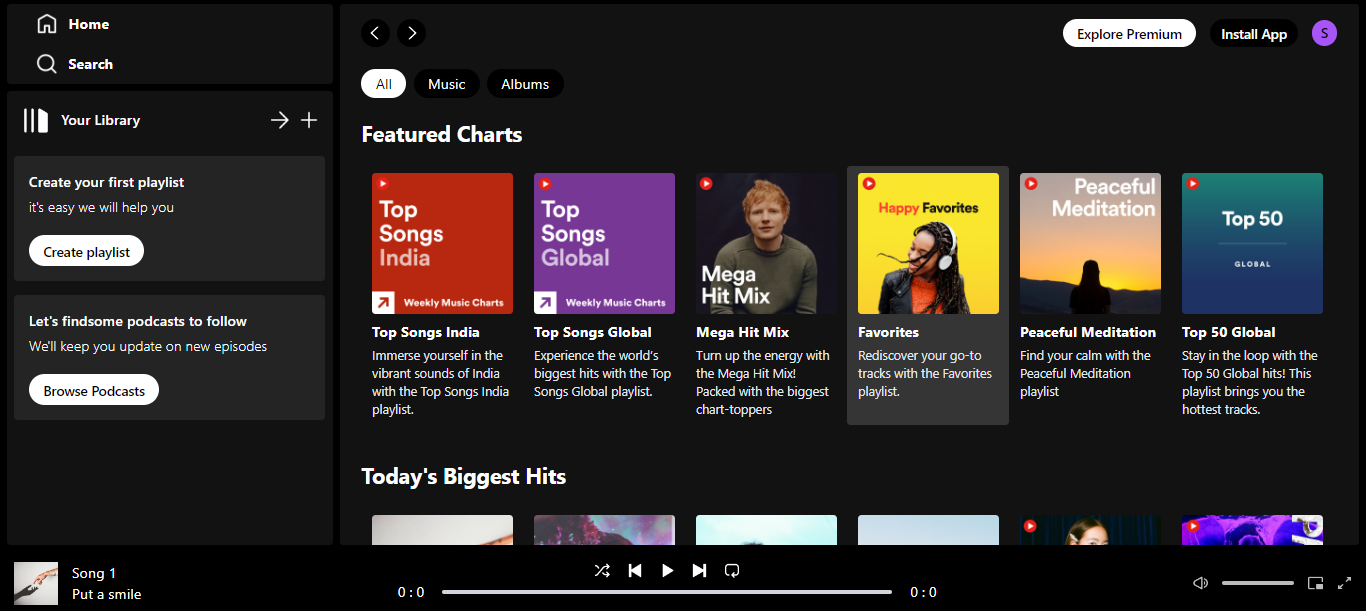 Home
Search
Your Library
Create your first playlist
it's easy we will help you
Create playlist
Let's findsome podcasts to follow
We'll keep you update on new episodes
Browse Podcasts
Explore Premium
Install App
S
All
Music
Albums
Featured Charts
Top
Songs
India
Weekly Music Charts
Top Songs India
Immerse yourself in the
vibrant sounds of India
with the Top Songs India
playlist.
Top
Songs
Global
Weekly Music Charts
Top Songs Global
Experience the world's
biggest hits with the Top
Songs Global playlist.
Mega
Hit Mix
Mega Hit Mix
Turn up the energy with
the Mega Hit Mix!
Packed with the biggest
chart-toppers
Happy Favorites
Favorites
Rediscover your go-to
tracks with the Favorites
playlist.
Peaceful
Meditation
Peaceful Meditation
Find your calm with the
Peaceful Meditation
playlist
Top 50
GLOBAL
Top 50 Global
Stay in the loop with the
Top 50 Global hits! This
playlist brings you the
hottest tracks.
Today's Biggest Hits
Song 1
Put a smile
0 : 0
0 : 0